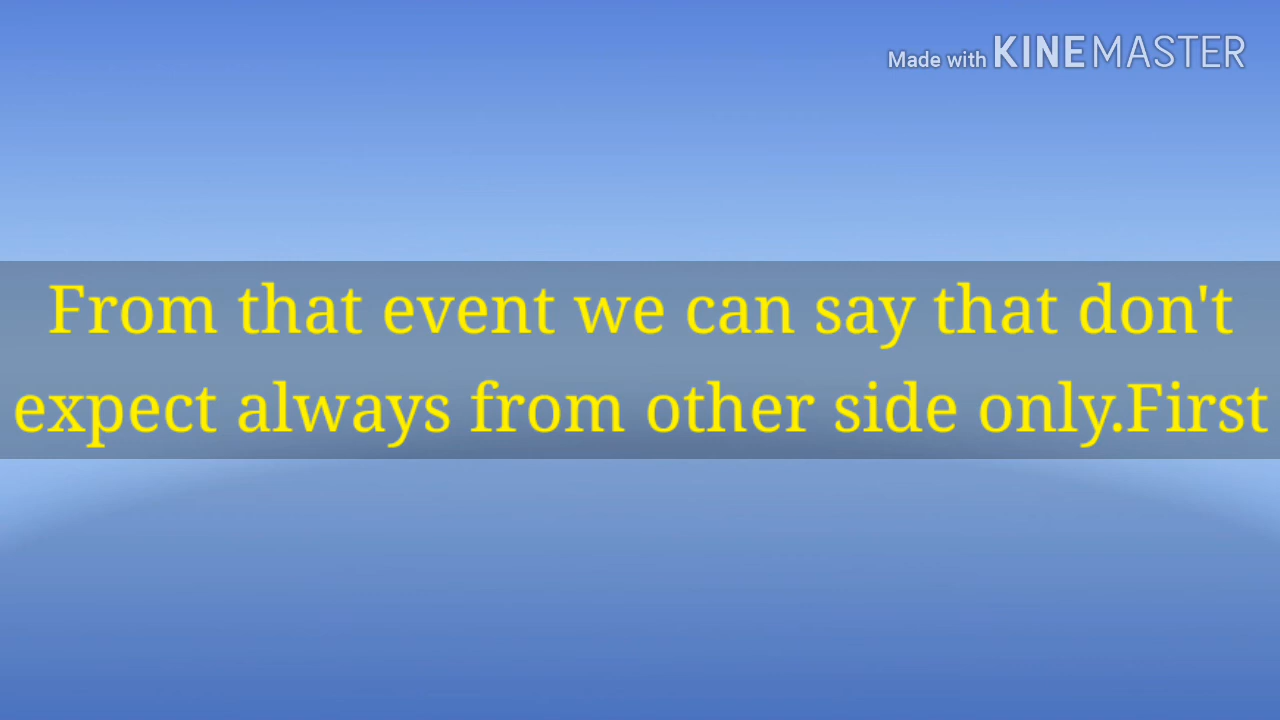 Made with KINEMASTER
From that event we can say that don't
expect always from other side only.First